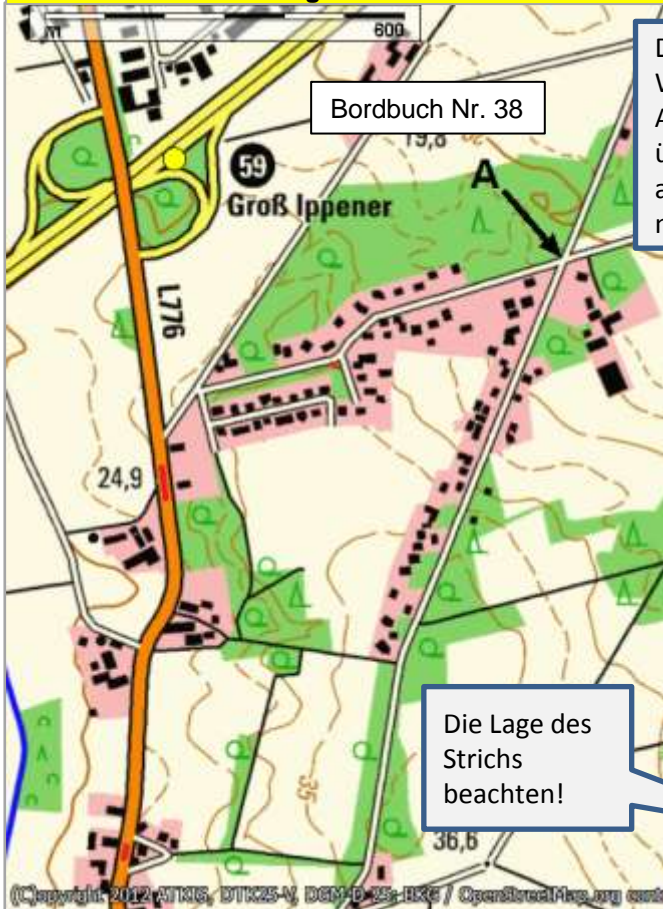 m 600
Bordbuch Nr. 38
19,8
59
Groß Ippener
A
L776
24,9
Die Lage des
Strichs
beachten!
35
36,6
(C)opyright 2012 ATKIS, DTK25-V, DGM-D 25: BKG / OpenStreetMap.org